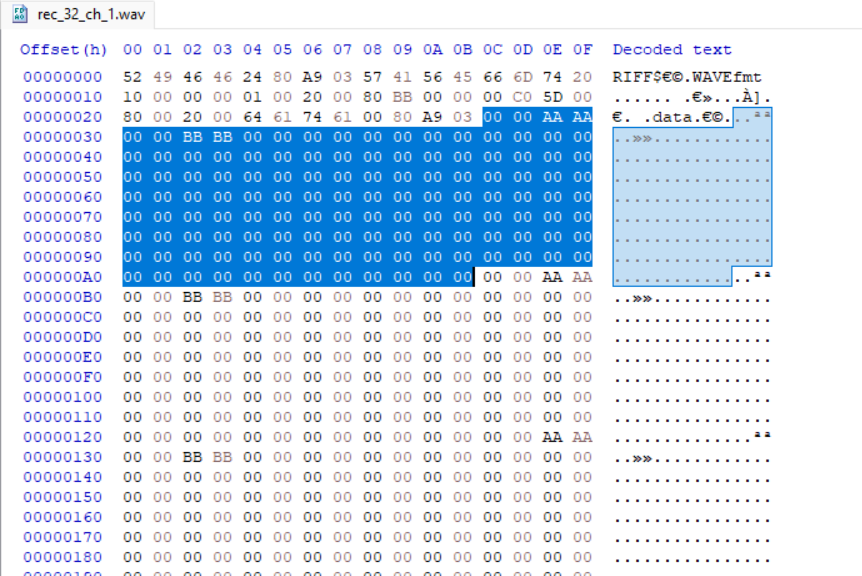 rec_32_ch_1.wav
Offset(h) 00 01 02 03 04 05 06 07 08 09 0A 0B 0C 0D 0E 0F Decoded text
00000000 52 49 46 46 24 80 A9 03 57 41 56 45 66 6D 74 20 RIFF$€©.WAVEfmt
00000010 10 00 00 00 01 00 20 00 80 BB 00 00 00 C0 5D 00 ...... .€»...À].
00000020 80 00 20 00 64 61 74 61 00 80 A9 03 00 00 AA AA €. .data.€©...ªª
00000030 00 00 BB BB 00 00 00 00 00 00 00 00 00 00 00 00 ..»»............
00000040 00 00 00 00 00 00 00 00 00 00 00 00 00 00 00 00 ................
00000050 00 00 00 00 00 00 00 00 00 00 00 00 00 00 00 00 ................
00000060 00 00 00 00 00 00 00 00 00 00 00 00 00 00 00 00 ................
00000070 00 00 00 00 00 00 00 00 00 00 00 00 00 00 00 00 ................
00000080 00 00 00 00 00 00 00 00 00 00 00 00 00 00 00 00 ................
00000090 00 00 00 00 00 00 00 00 00 00 00 00 00 00 00 00 ................
000000A0 00 00 00 00 00 00 00 00 00 00 00 00 00 00 AA AA ..............ªª
000000B0 00 00 BB BB 00 00 00 00 00 00 00 00 00 00 00 00 ..»»............
000000C0 00 00 00 00 00 00 00 00 00 00 00 00 00 00 00 00 ................
000000D0 00 00 00 00 00 00 00 00 00 00 00 00 00 00 00 00 ................
000000E0 00 00 00 00 00 00 00 00 00 00 00 00 00 00 00 00 ................
000000F0 00 00 00 00 00 00 00 00 00 00 00 00 00 00 00 00 ................
00000100 00 00 00 00 00 00 00 00 00 00 00 00 00 00 00 00 ................
00000110 00 00 00 00 00 00 00 00 00 00 00 00 00 00 00 00 ................
00000120 00 00 00 00 00 00 00 00 00 00 00 00 00 00 AA AA ..............ªª
00000130 00 00 BB BB 00 00 00 00 00 00 00 00 00 00 00 00 ..»»............
00000140 00 00 00 00 00 00 00 00 00 00 00 00 00 00 00 00 ................
00000150 00 00 00 00 00 00 00 00 00 00 00 00 00 00 00 00 ................
00000160 00 00 00 00 00 00 00 00 00 00 00 00 00 00 00 00 ................
00000170 00 00 00 00 00 00 00 00 00 00 00 00 00 00 00 00 ................
00000180 00 00 00 00 00 00 00 00 00 00 00 00 00 00 00 00 ................